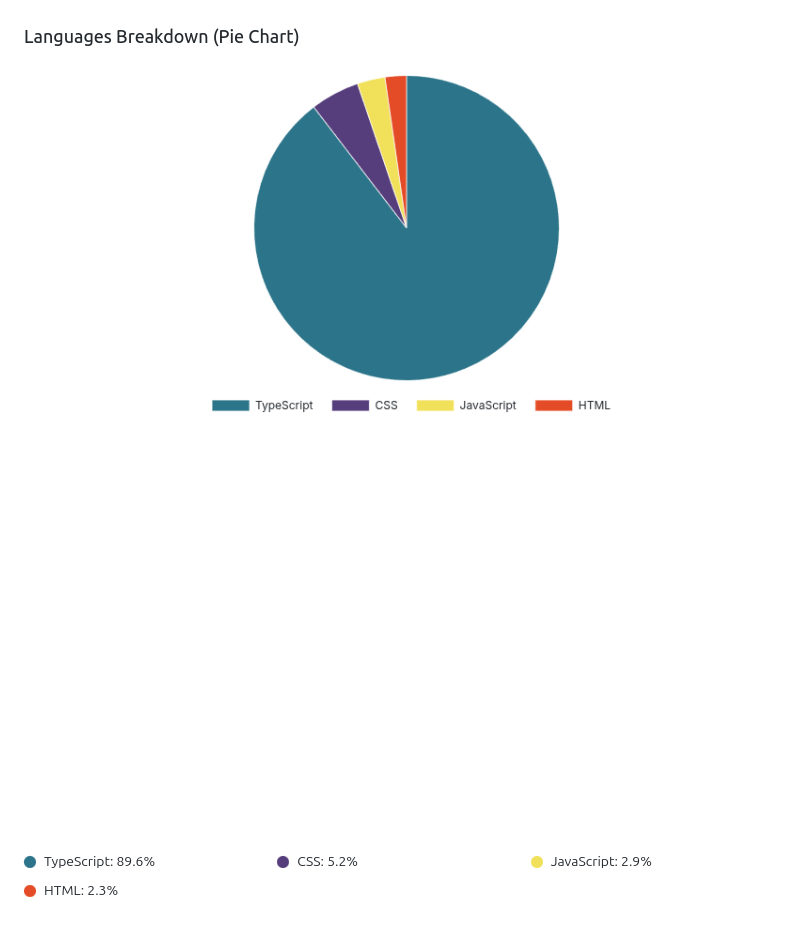 Languages Breakdown (Pie Chart)
TypeScript CSS JavaScript HTML
TypeScript: 89.6% CSS: 5.2% JavaScript: 2.9%
HTML: 2.3%